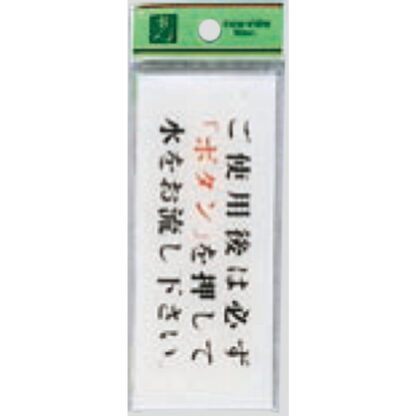 ご使用後は必ず
「ボタン」を押して
水をお流し下さい。